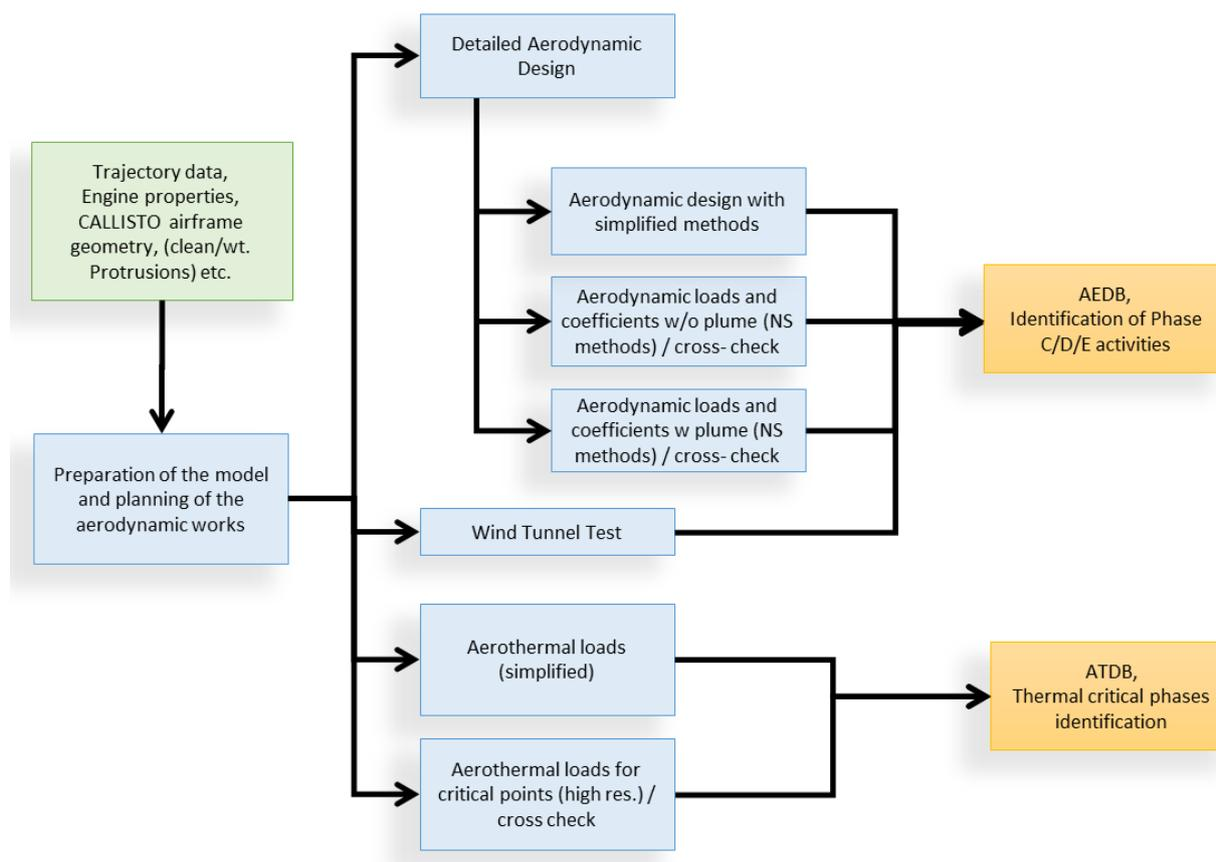 Detailed Aerodynamic
Design
Trajectory data,
Engine properties,
CALLISTO airframe
geometry, (clean/wt.
Protrusions) etc.
Aerodynamic design with
simplified methods
Aerodynamic loads and
coefficients w/o plume (NS
methods) / cross- check
AEDB,
Identification of Phase
C/D/E activities
Aerodynamic loads and
coefficients w plume (NS
methods) / cross- check
Preparation of the model
and planning of the
aerodynamic works
Wind Tunnel Test
Aerothermal loads
(simplified)
ATDB,
Thermal critical phases
identification
Aerothermal loads for
critical points (high res.) /
cross check